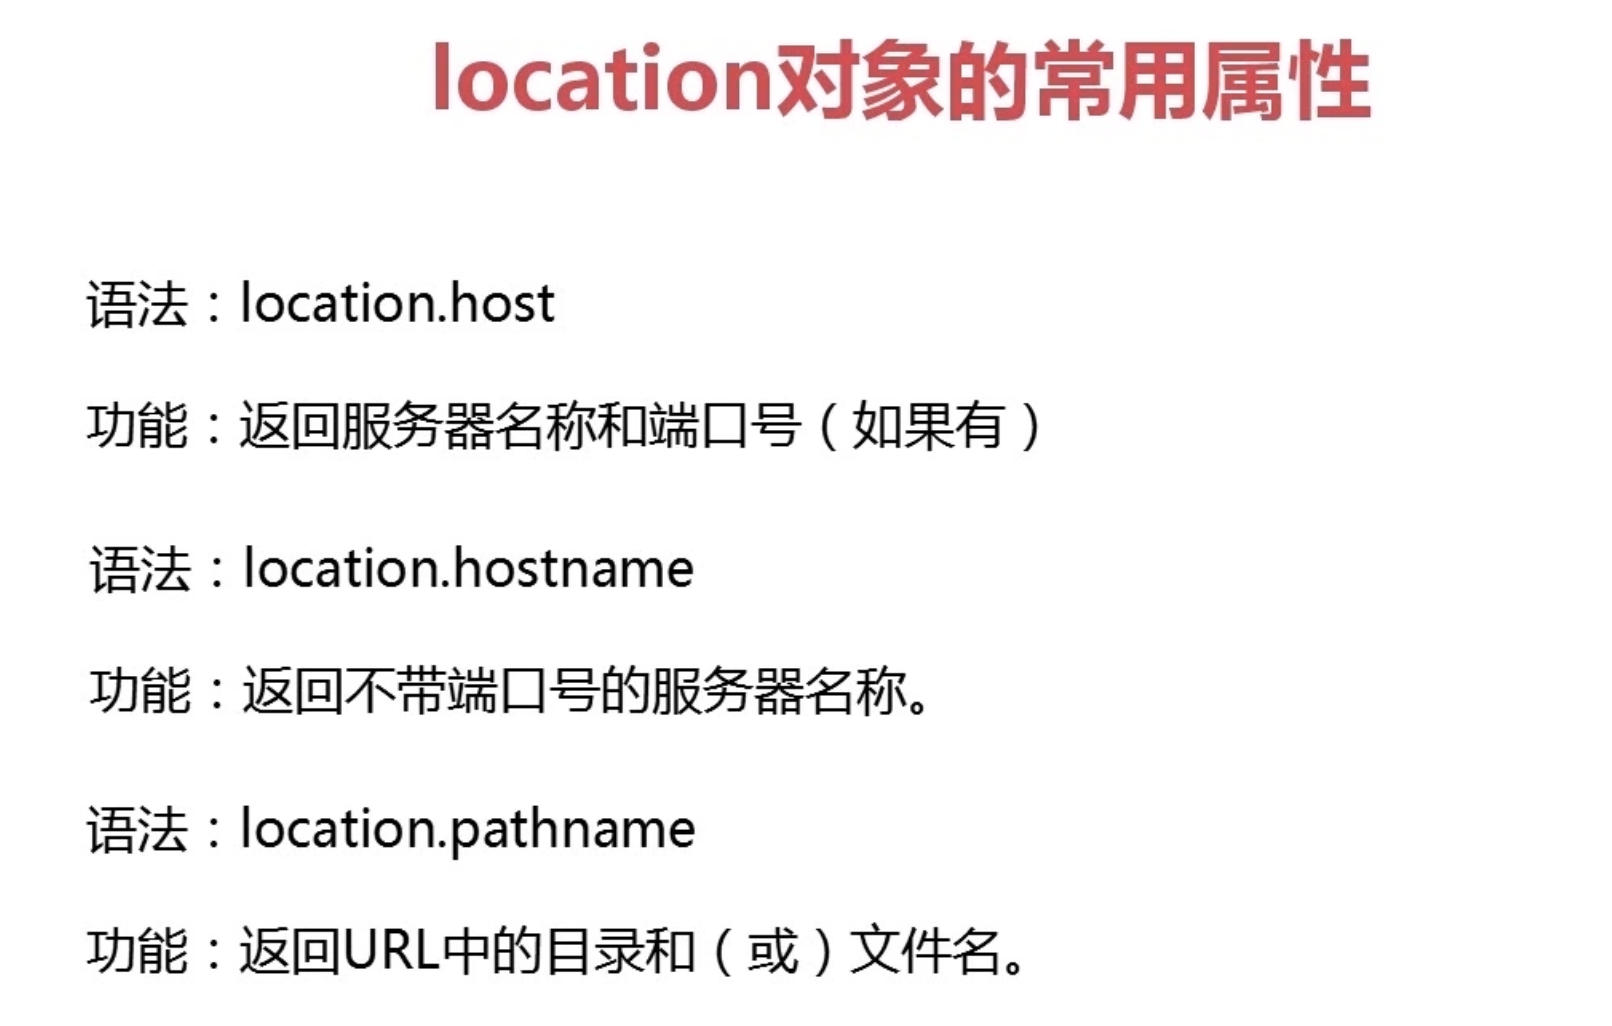 location对象的常用属性
语法：location.host
功能：返回服务器名称和端口号（如果有）
语法：location.hostname
功能：返回不带端口号的服务器名称。
语法：location.pathname
功能：返回URL中的目录和（或）文件名。